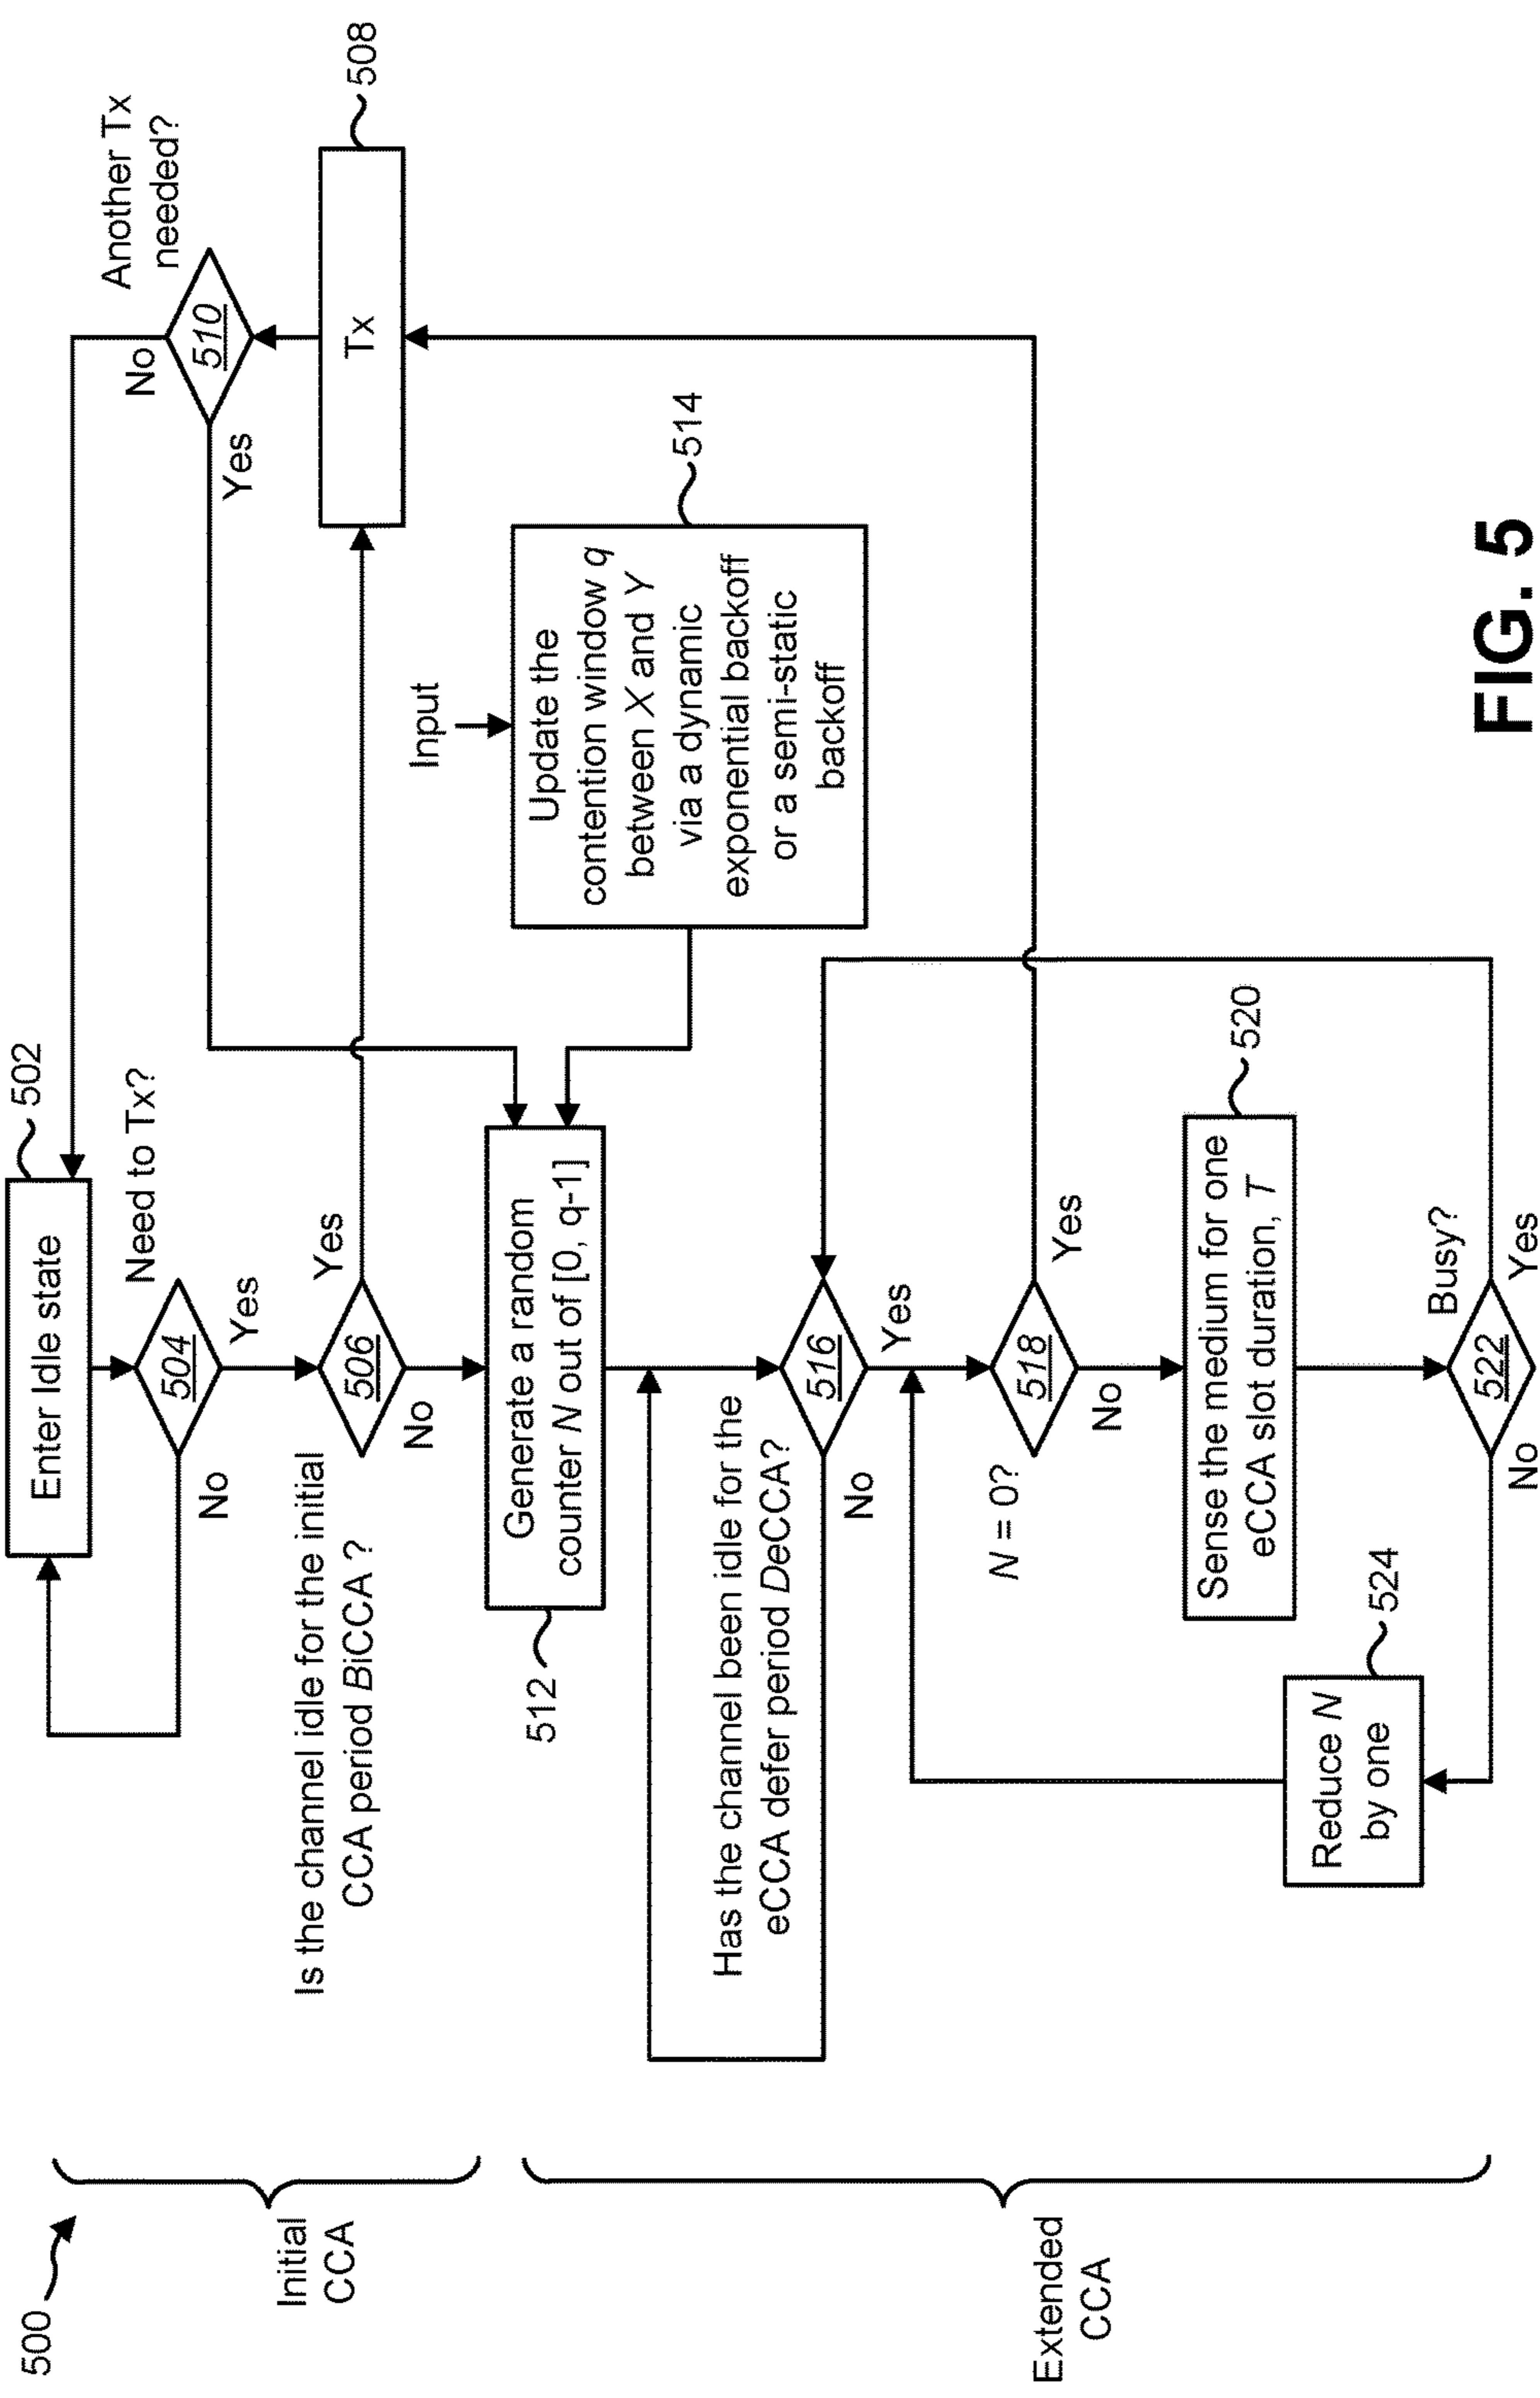 500
Initial
CCA
Extended
CCA
Enter Idle state
502
Need to Tx?
504
No
Yes
Is the channel idle for the initial
CCA period BiCCA ?
506
Yes
No
Another Tx
needed?
510
No
Yes
Tx
508
Generate a random
counter N out of [0, q-1]
512
Input
Update the
contention window q
between X and Y
via a dynamic
exponential backoff
or a semi-static
backoff
514
Has the channel been idle for the
eCCA defer period DeCCA?
516
No
Yes
N = 0?
518
Yes
No
Sense the medium for one
eCCA slot duration, T
520
Busy?
522
No
Yes
Reduce N
by one
524
FIG. 5